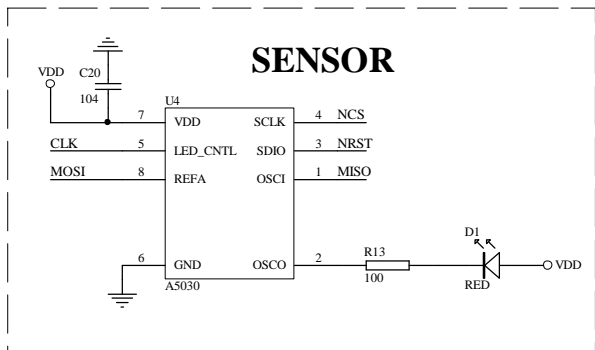 SENSOR
VDD
C20
104
U4
7 VDD SCLK 4 NCS
CLK 5 LED_CNTL SDIO 3 NRST
MOSI 8 REFA OSCI 1 MISO
D1
6 GND OSCO 2 R13 VDD
100 RED
A5030